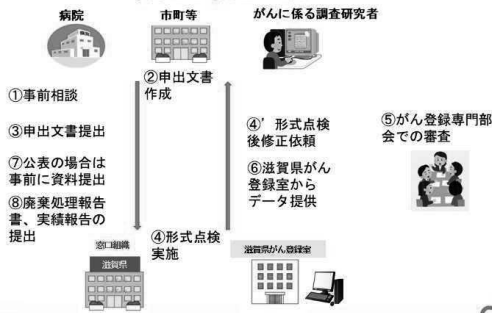 病院
市町等
がんに係る調査研究者
①事前相談
②申出文書
作成
③申出文書提出
④’形式点検
後修正依頼
⑤がん登録専門部
会での審査
⑦公表の場合は
事前に資料提出
⑥滋賀県がん
登録室から
データ提供
⑧廃棄処理報告
書、実績報告の
提出
④形式点検
実施
窓口組織
滋賀県
滋賀県がん登録室